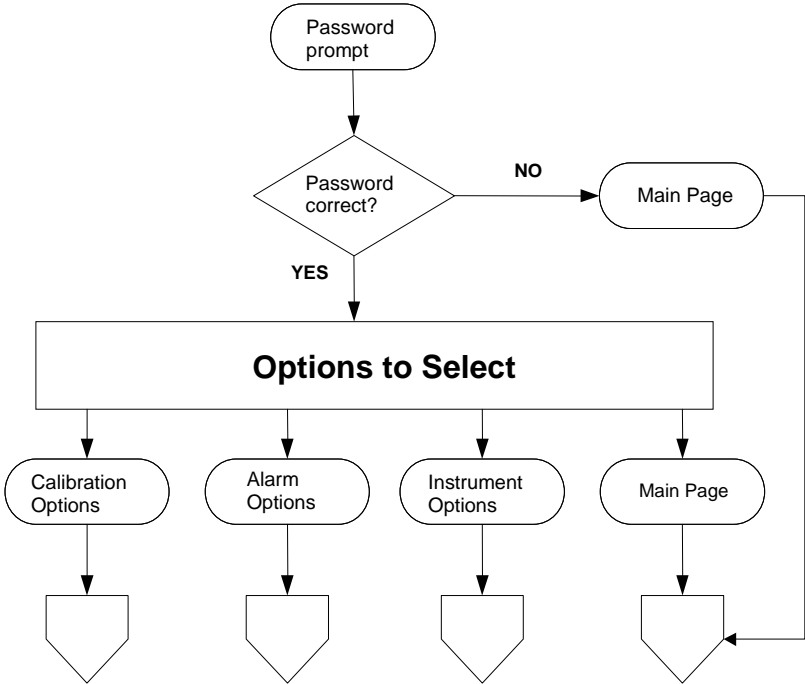 Password
prompt
Password
correct?
NO
Main Page
YES
Options to Select
Calibration
Options
Alarm
Options
Instrument
Options
Main Page